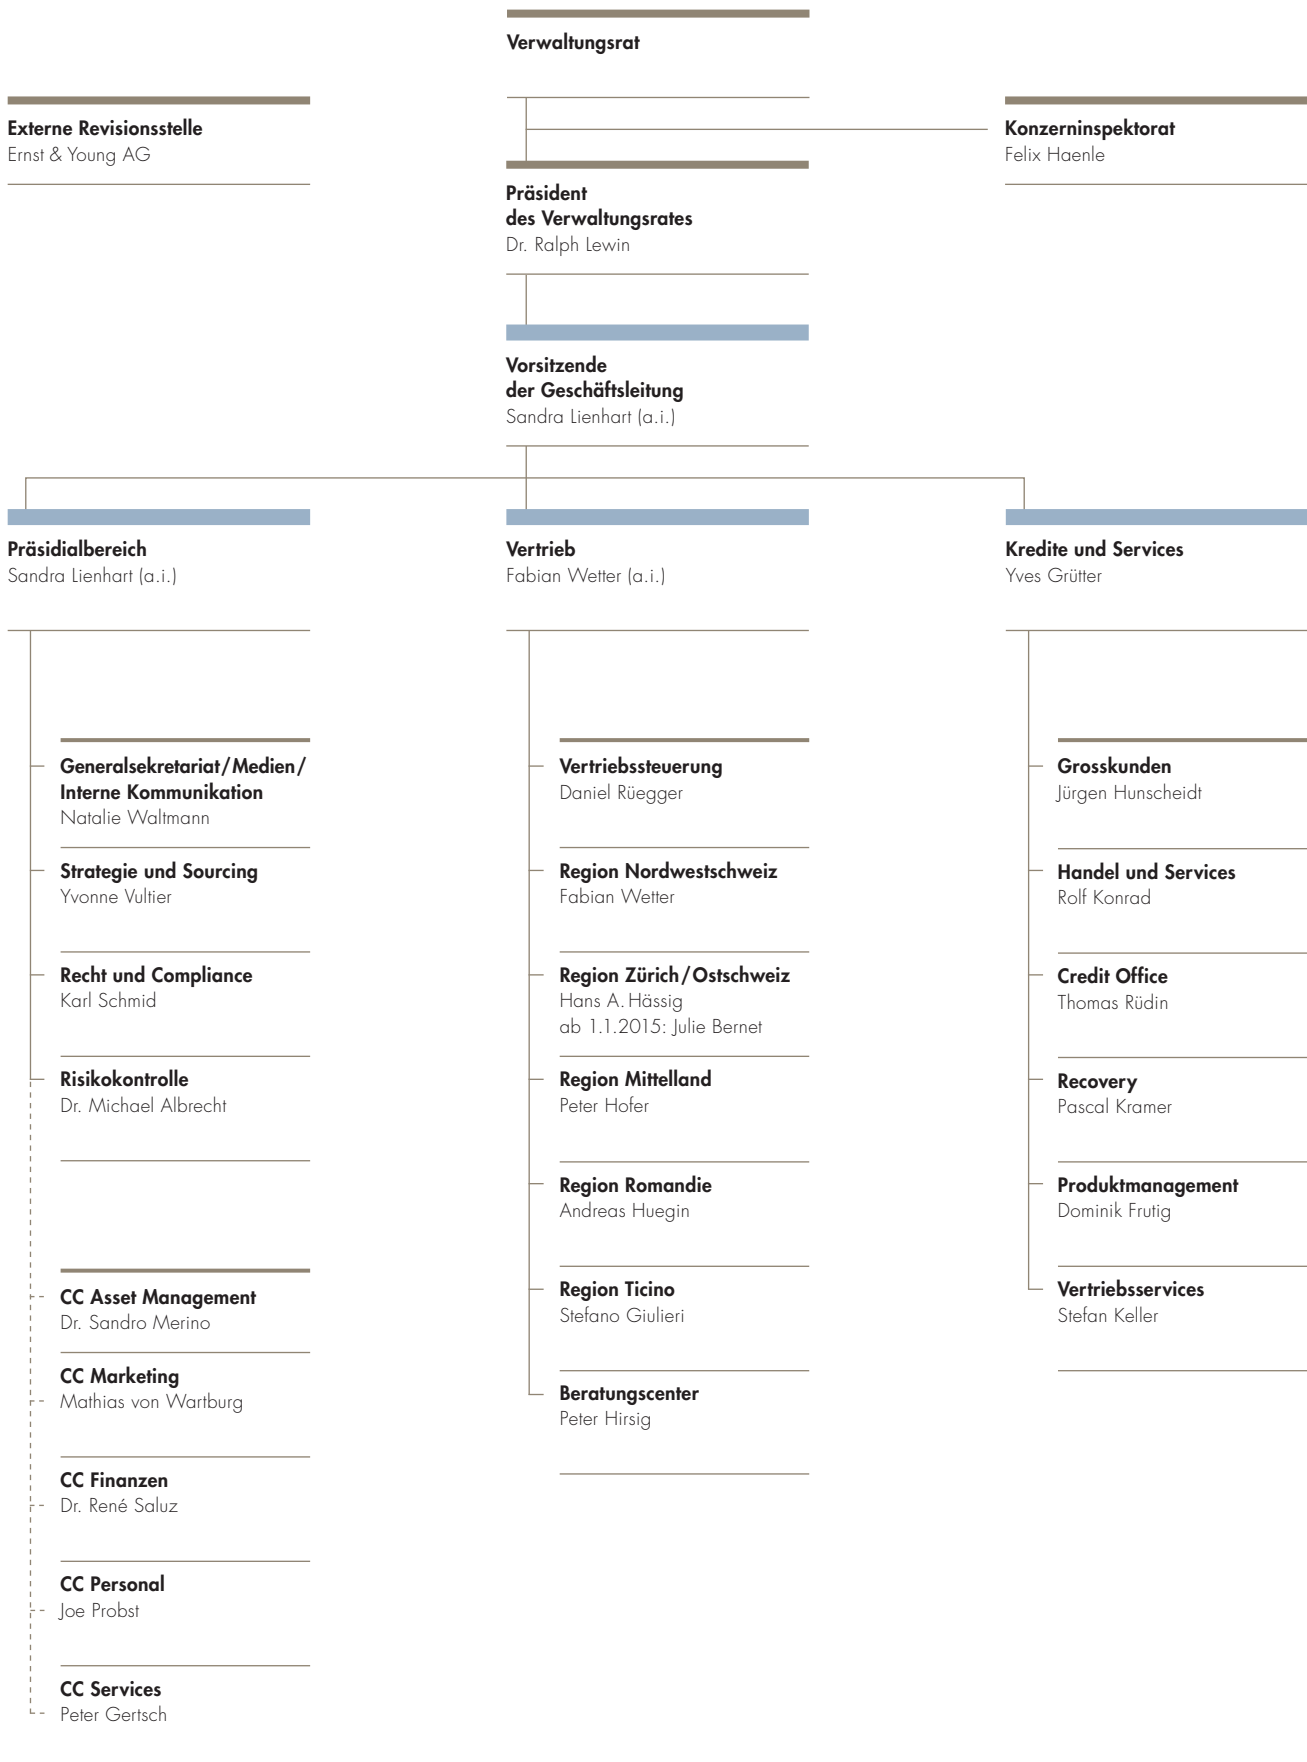 Verwaltungsrat
Externe Revisionsstelle
Ernst & Young AG
Konzerninspektorat
Felix Haenle
Präsident
des Verwaltungsrates
Dr. Ralph Lewin
Vorsitzende
der Geschäftsleitung
Sandra Lienhart (a.i.)
Präsidialbereich
Sandra Lienhart (a.i.)
Generalsekretariat/Medien/
Interne Kommunikation
Natalie Waltmann
Strategie und Sourcing
Yvonne Vultier
Recht und Compliance
Karl Schmid
Risikokontrolle
Dr. Michael Albrecht
CC Asset Management
Dr. Sandro Merino
CC Marketing
Mathias von Wartburg
CC Finanzen
Dr. René Saluz
CC Personal
Joe Probst
CC Services
Peter Gertsch
Vertrieb
Fabian Wetter (a.i.)
Vertriebssteuerung
Daniel Rüegger
Region Nordwestschweiz
Fabian Wetter
Region Zürich/Ostschweiz
Hans A. Hässig
ab 1.1.2015: Julie Bernet
Region Mittelland
Peter Hofer
Region Romandie
Andreas Huegin
Region Ticino
Stefano Giulieri
Beratungscenter
Peter Hirsig
Kredite und Services
Yves Grütter
Grosskunden
Jürgen Hunscheidt
Handel und Services
Rolf Konrad
Credit Office
Thomas Rüdin
Recovery
Pascal Kramer
Produktmanagement
Dominik Frutig
Vertriebsservices
Stefan Keller